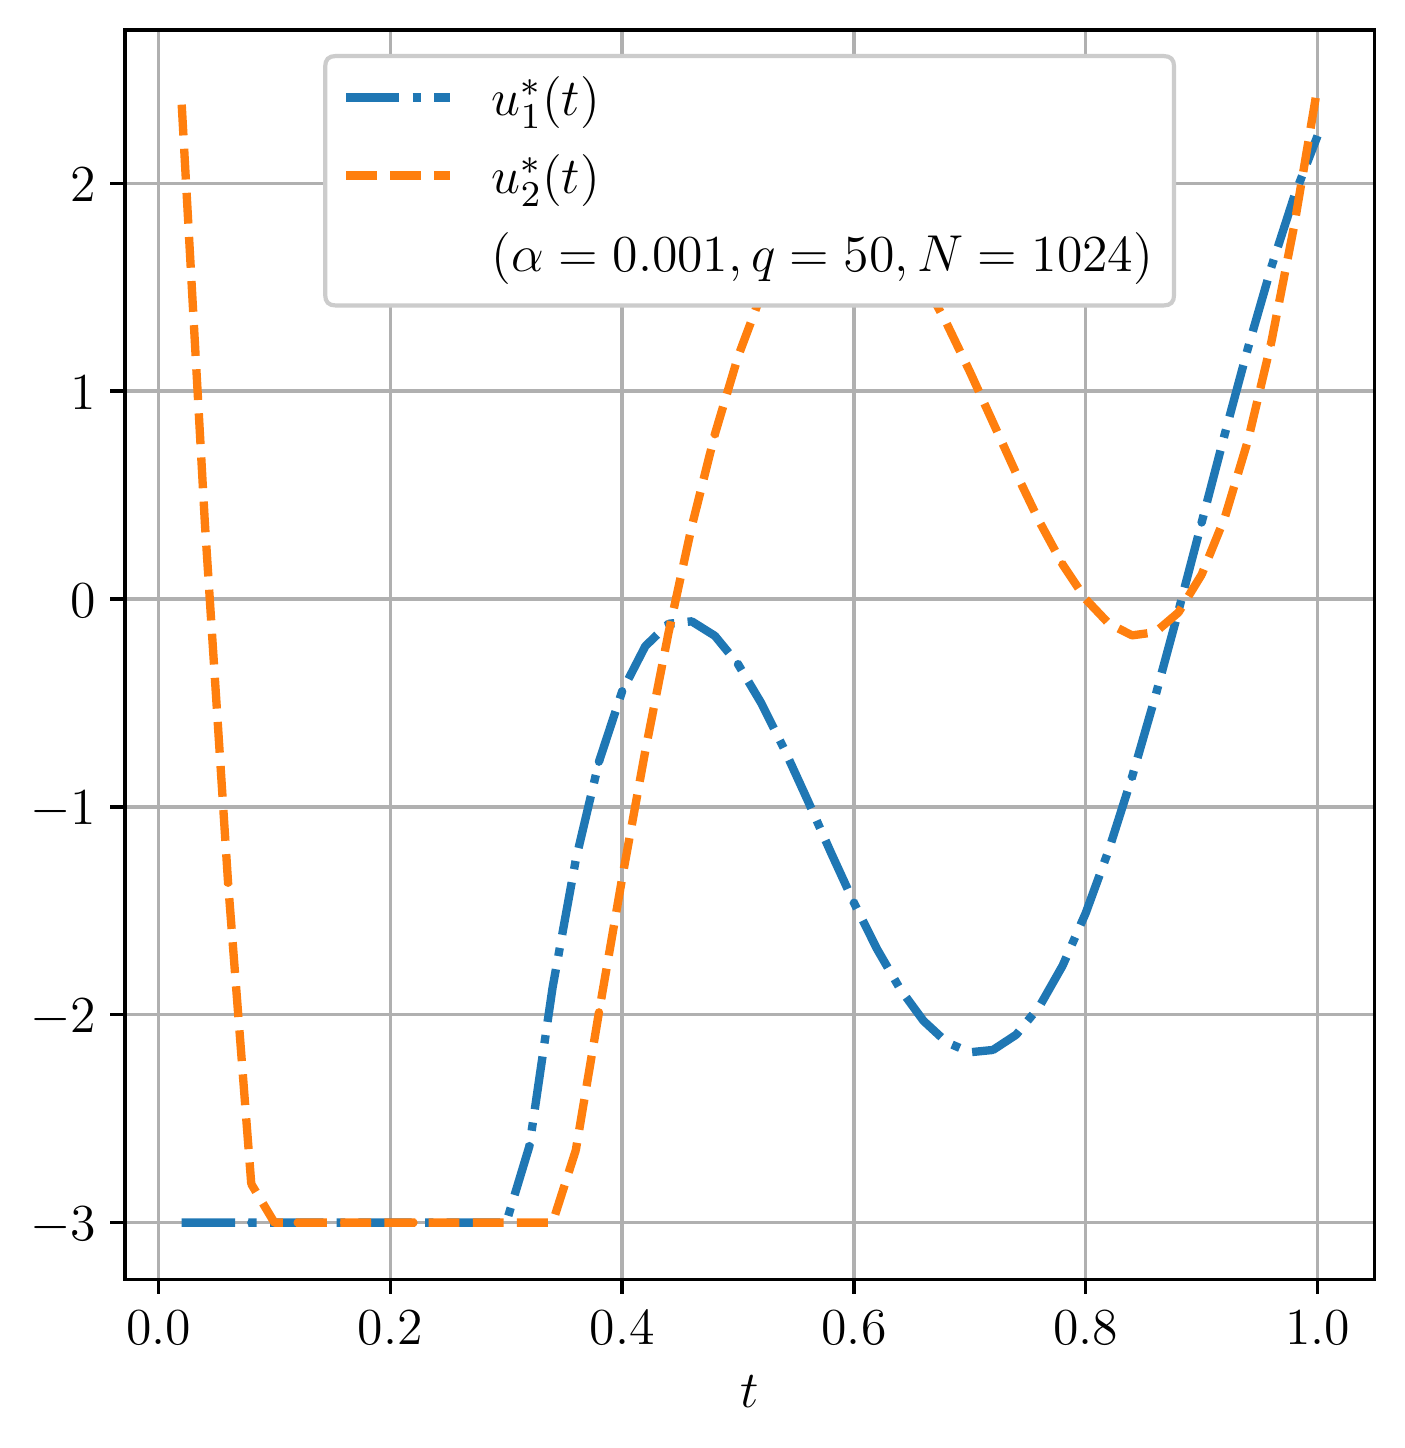 u₁*(t)
u₂*(t)
(α = 0.001, q = 50, N = 1024)
2
1
0
−1
−2
−3
0.0 0.2 0.4 0.6 0.8 1.0
t